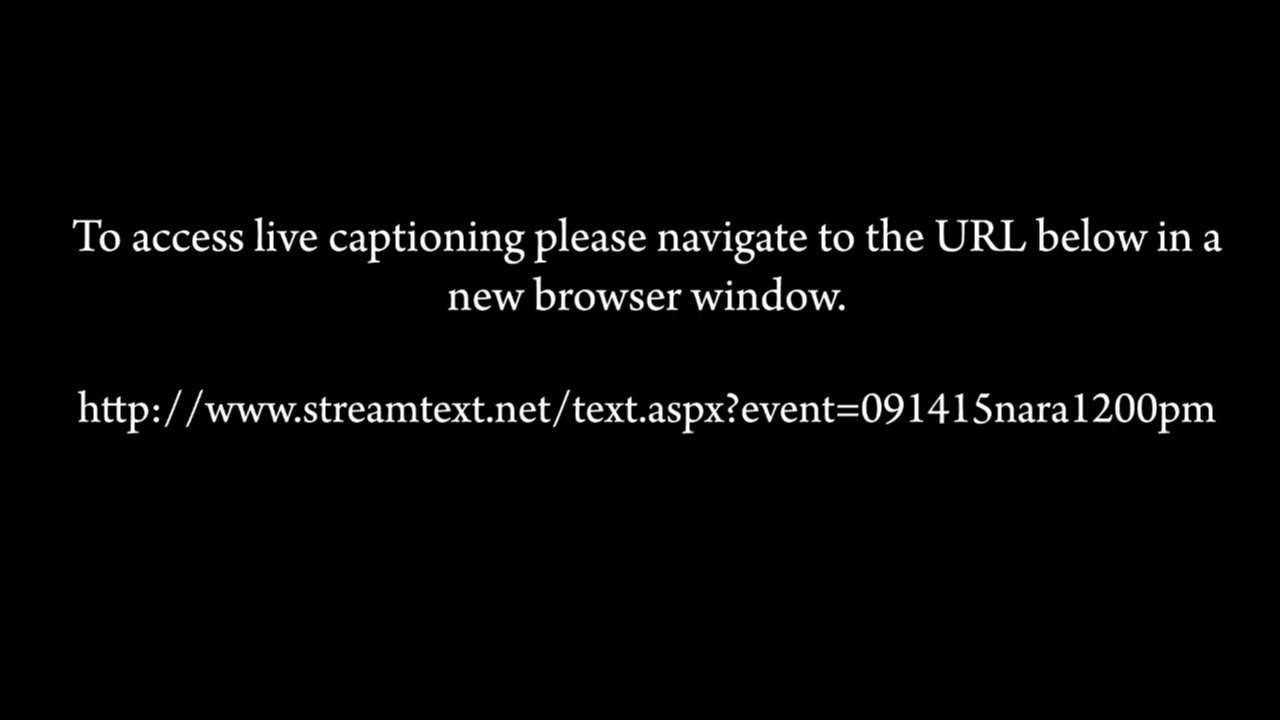 To access live captioning please navigate to the URL below in a
new browser window.
http://www.streamtext.net/text.aspx?event=091415nara1200pm